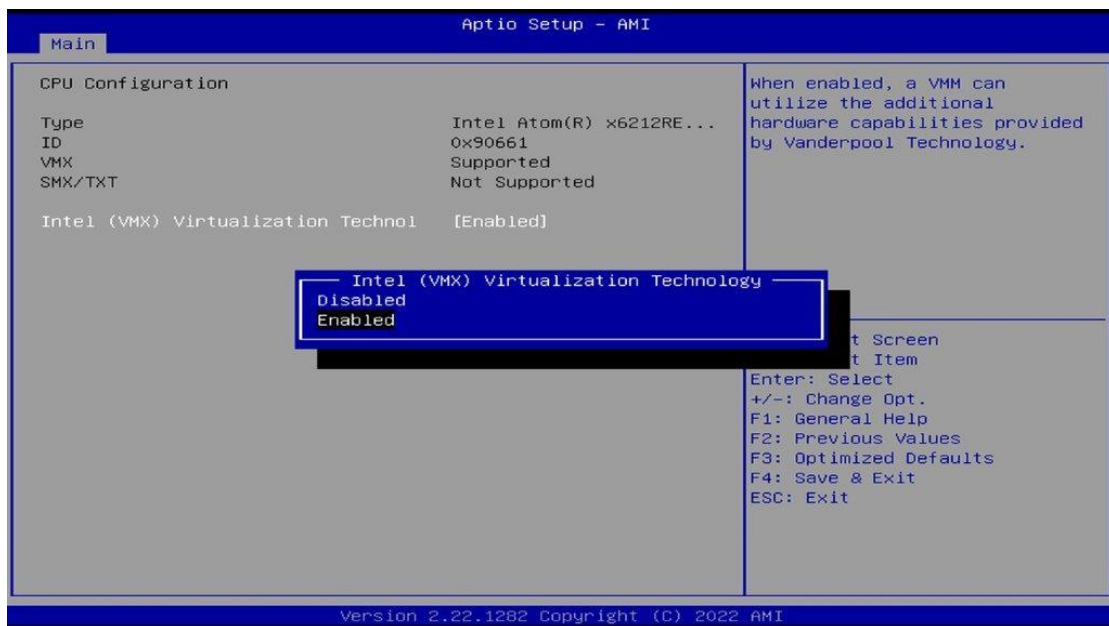 Aptio Setup - AMI
Main
CPU Configuration
Type Intel Atom(R) x6212RE...
ID 0x90661
VMX Supported
SMX/TXT Not Supported
Intel (VMX) Virtualization Technol [Enabled]
When enabled, a VMM can
utilize the additional
hardware capabilities provided
by Vanderpool Technology.
Intel (VMX) Virtualization Technology
Disabled
Enabled
t Screen
t Item
Enter: Select
+/-: Change Opt.
F1: General Help
F2: Previous Values
F3: Optimized Defaults
F4: Save & Exit
ESC: Exit
Version 2.22.1282 Copyright (C) 2022 AMI